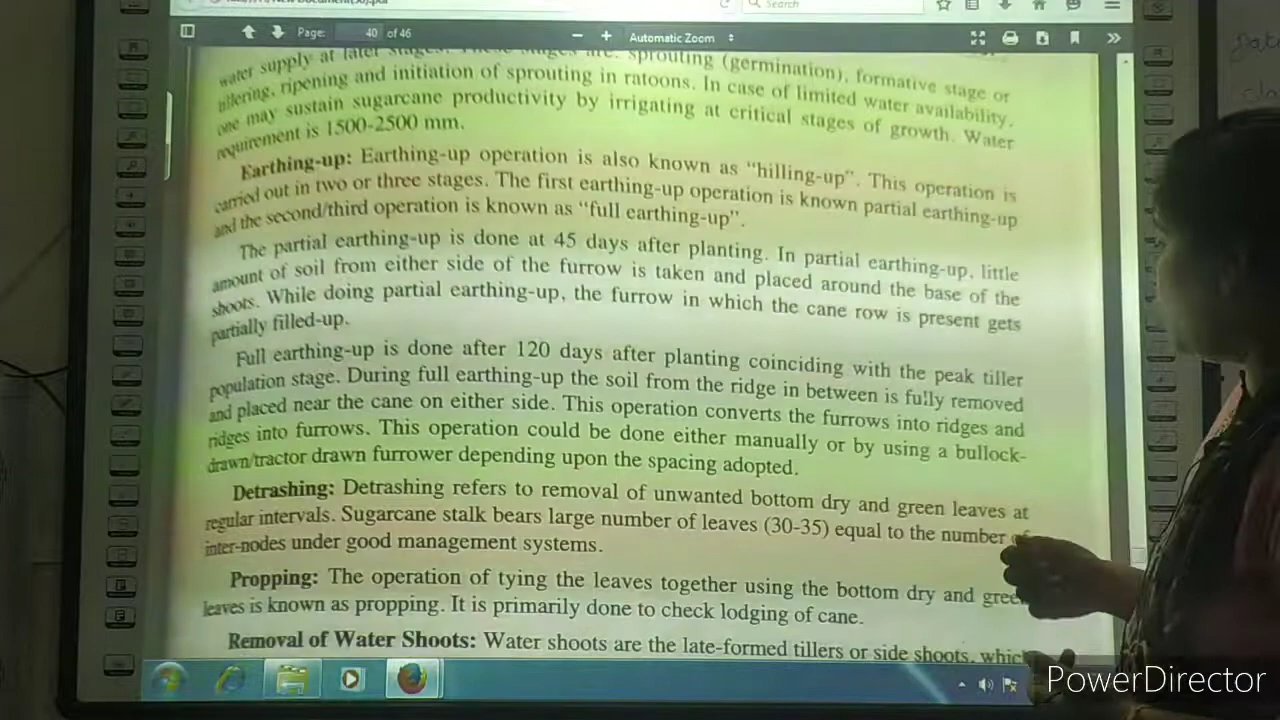 Search
Page: 40 of 46
Automatic Zoom
water supply at later stages. These stages are: sprouting (germination), formative stage or
tillering, ripening and initiation of sprouting in ratoons. In case of limited water availability,
one may sustain sugarcane productivity by irrigating at critical stages of growth. Water
requirement is 1500-2500 mm.
Earthing-up: Earthing-up operation is also known as “hilling-up”. This operation is
carried out in two or three stages. The first earthing-up operation is known partial earthing-up
and the second/third operation is known as “full earthing-up”.
The partial earthing-up is done at 45 days after planting. In partial earthing-up, little
amount of soil from either side of the furrow is taken and placed around the base of the
shoots. While doing partial earthing-up, the furrow in which the cane row is present gets
partially filled-up.
Full earthing-up is done after 120 days after planting coinciding with the peak tiller
population stage. During full earthing-up the soil from the ridge in between is fully removed
and placed near the cane on either side. This operation converts the furrows into ridges and
ridges into furrows. This operation could be done either manually or by using a bullock-
drawn/tractor drawn furrower depending upon the spacing adopted.
Detrashing: Detrashing refers to removal of unwanted bottom dry and green leaves at
regular intervals. Sugarcane stalk bears large number of leaves (30-35) equal to the number of
inter-nodes under good management systems.
Propping: The operation of tying the leaves together using the bottom dry and green
leaves is known as propping. It is primarily done to check lodging of cane.
Removal of Water Shoots: Water shoots are the late-formed tillers or side shoots, which
PowerDirector